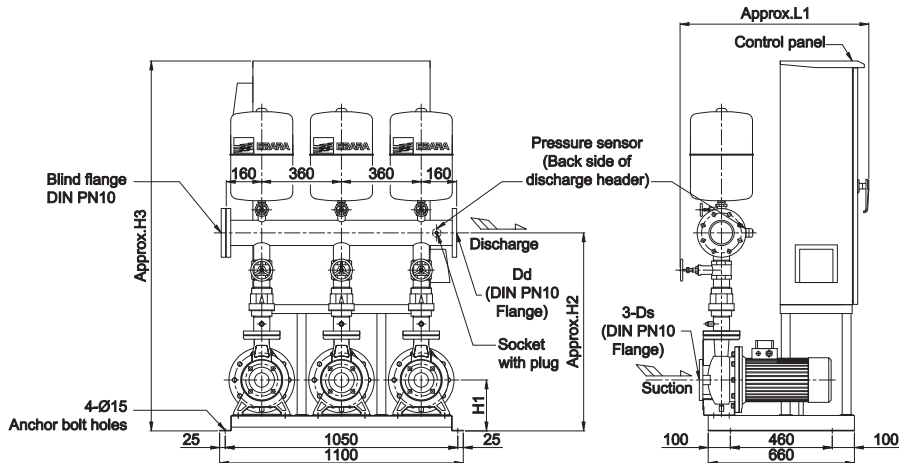 Approx.L1
Control panel
EBARA EBARA EBARA
Pressure sensor
(Back side of
discharge header)
160 360 360 160
Blind flange
DIN PN10
Approx.H3
Discharge
Dd
(DIN PN10
Flange)
Approx.H2
3-Ds
(DIN PN10
Flange)
Socket
with plug
Suction
H1
4-Ø15
Anchor bolt holes
25 1050 25
1100
100 460 100
660